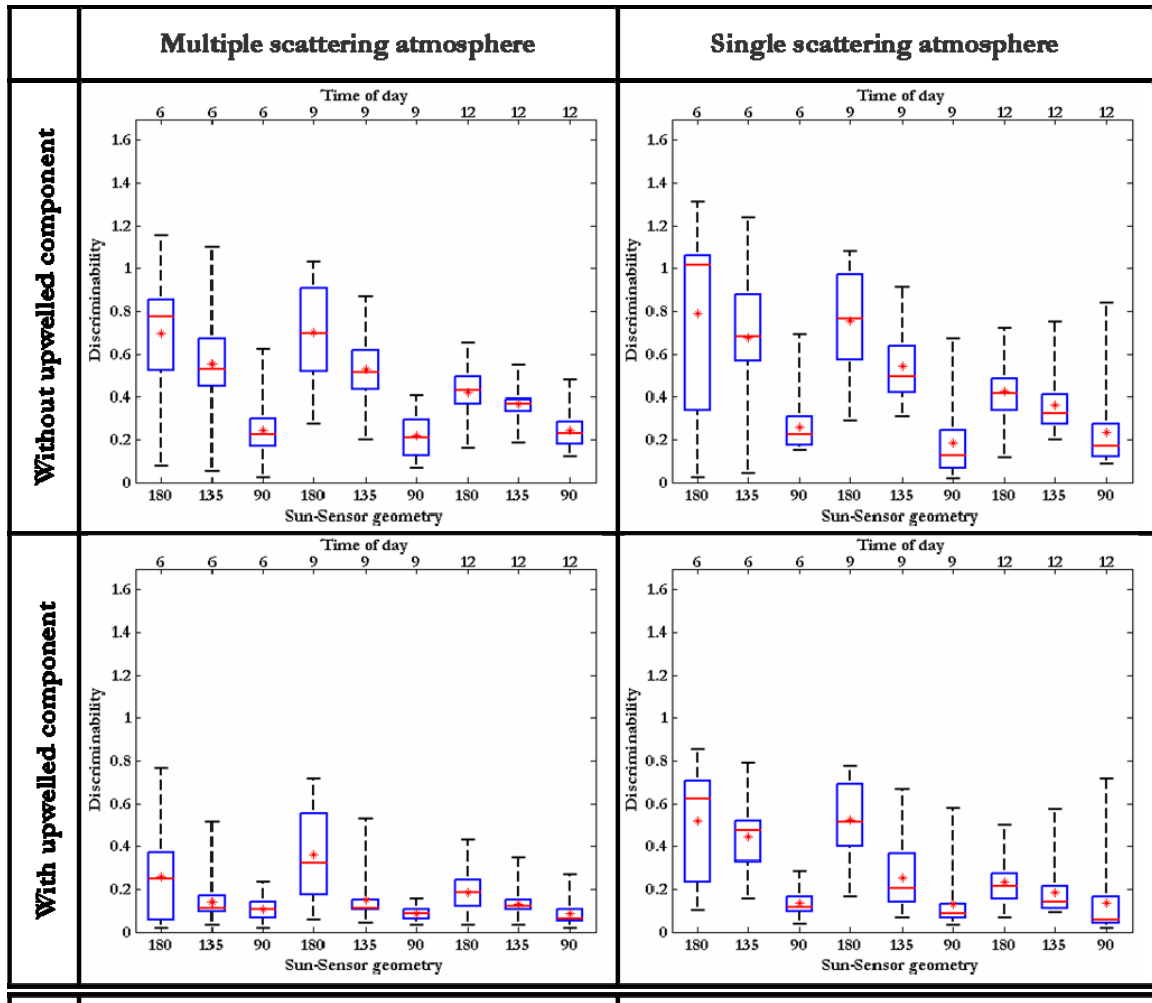 Multiple scattering atmosphere
Single scattering atmosphere
Without upwelled component
Time of day
6 6 6 9 9 9 12 12 12
1.6
1.4
1.2
1
0.8
0.6
0.4
0.2
0
Discriminability
180 135 90 180 135 90 180 135 90
Sun-Sensor geometry
Time of day
6 6 6 9 9 9 12 12 12
1.6
1.4
1.2
1
0.8
0.6
0.4
0.2
0
Discriminability
180 135 90 180 135 90 180 135 90
Sun-Sensor geometry
With upwelled component
Time of day
6 6 6 9 9 9 12 12 12
1.6
1.4
1.2
1
0.8
0.6
0.4
0.2
0
Discriminability
180 135 90 180 135 90 180 135 90
Sun-Sensor geometry
Time of day
6 6 6 9 9 9 12 12 12
1.6
1.4
1.2
1
0.8
0.6
0.4
0.2
0
Discriminability
180 135 90 180 135 90 180 135 90
Sun-Sensor geometry